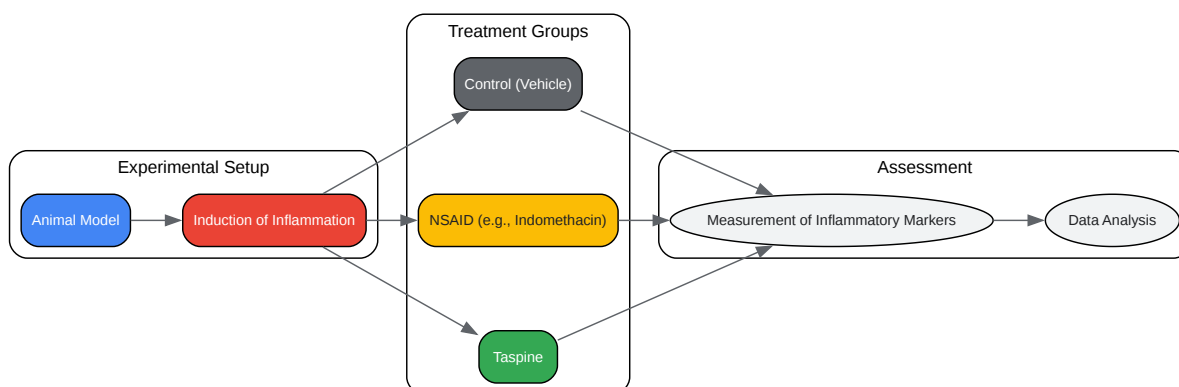 Experimental Setup
Animal Model
Induction of Inflammation
Treatment Groups
Control (Vehicle)
NSAID (e.g., Indomethacin)
Taspine
Assessment
Measurement of Inflammatory Markers
Data Analysis